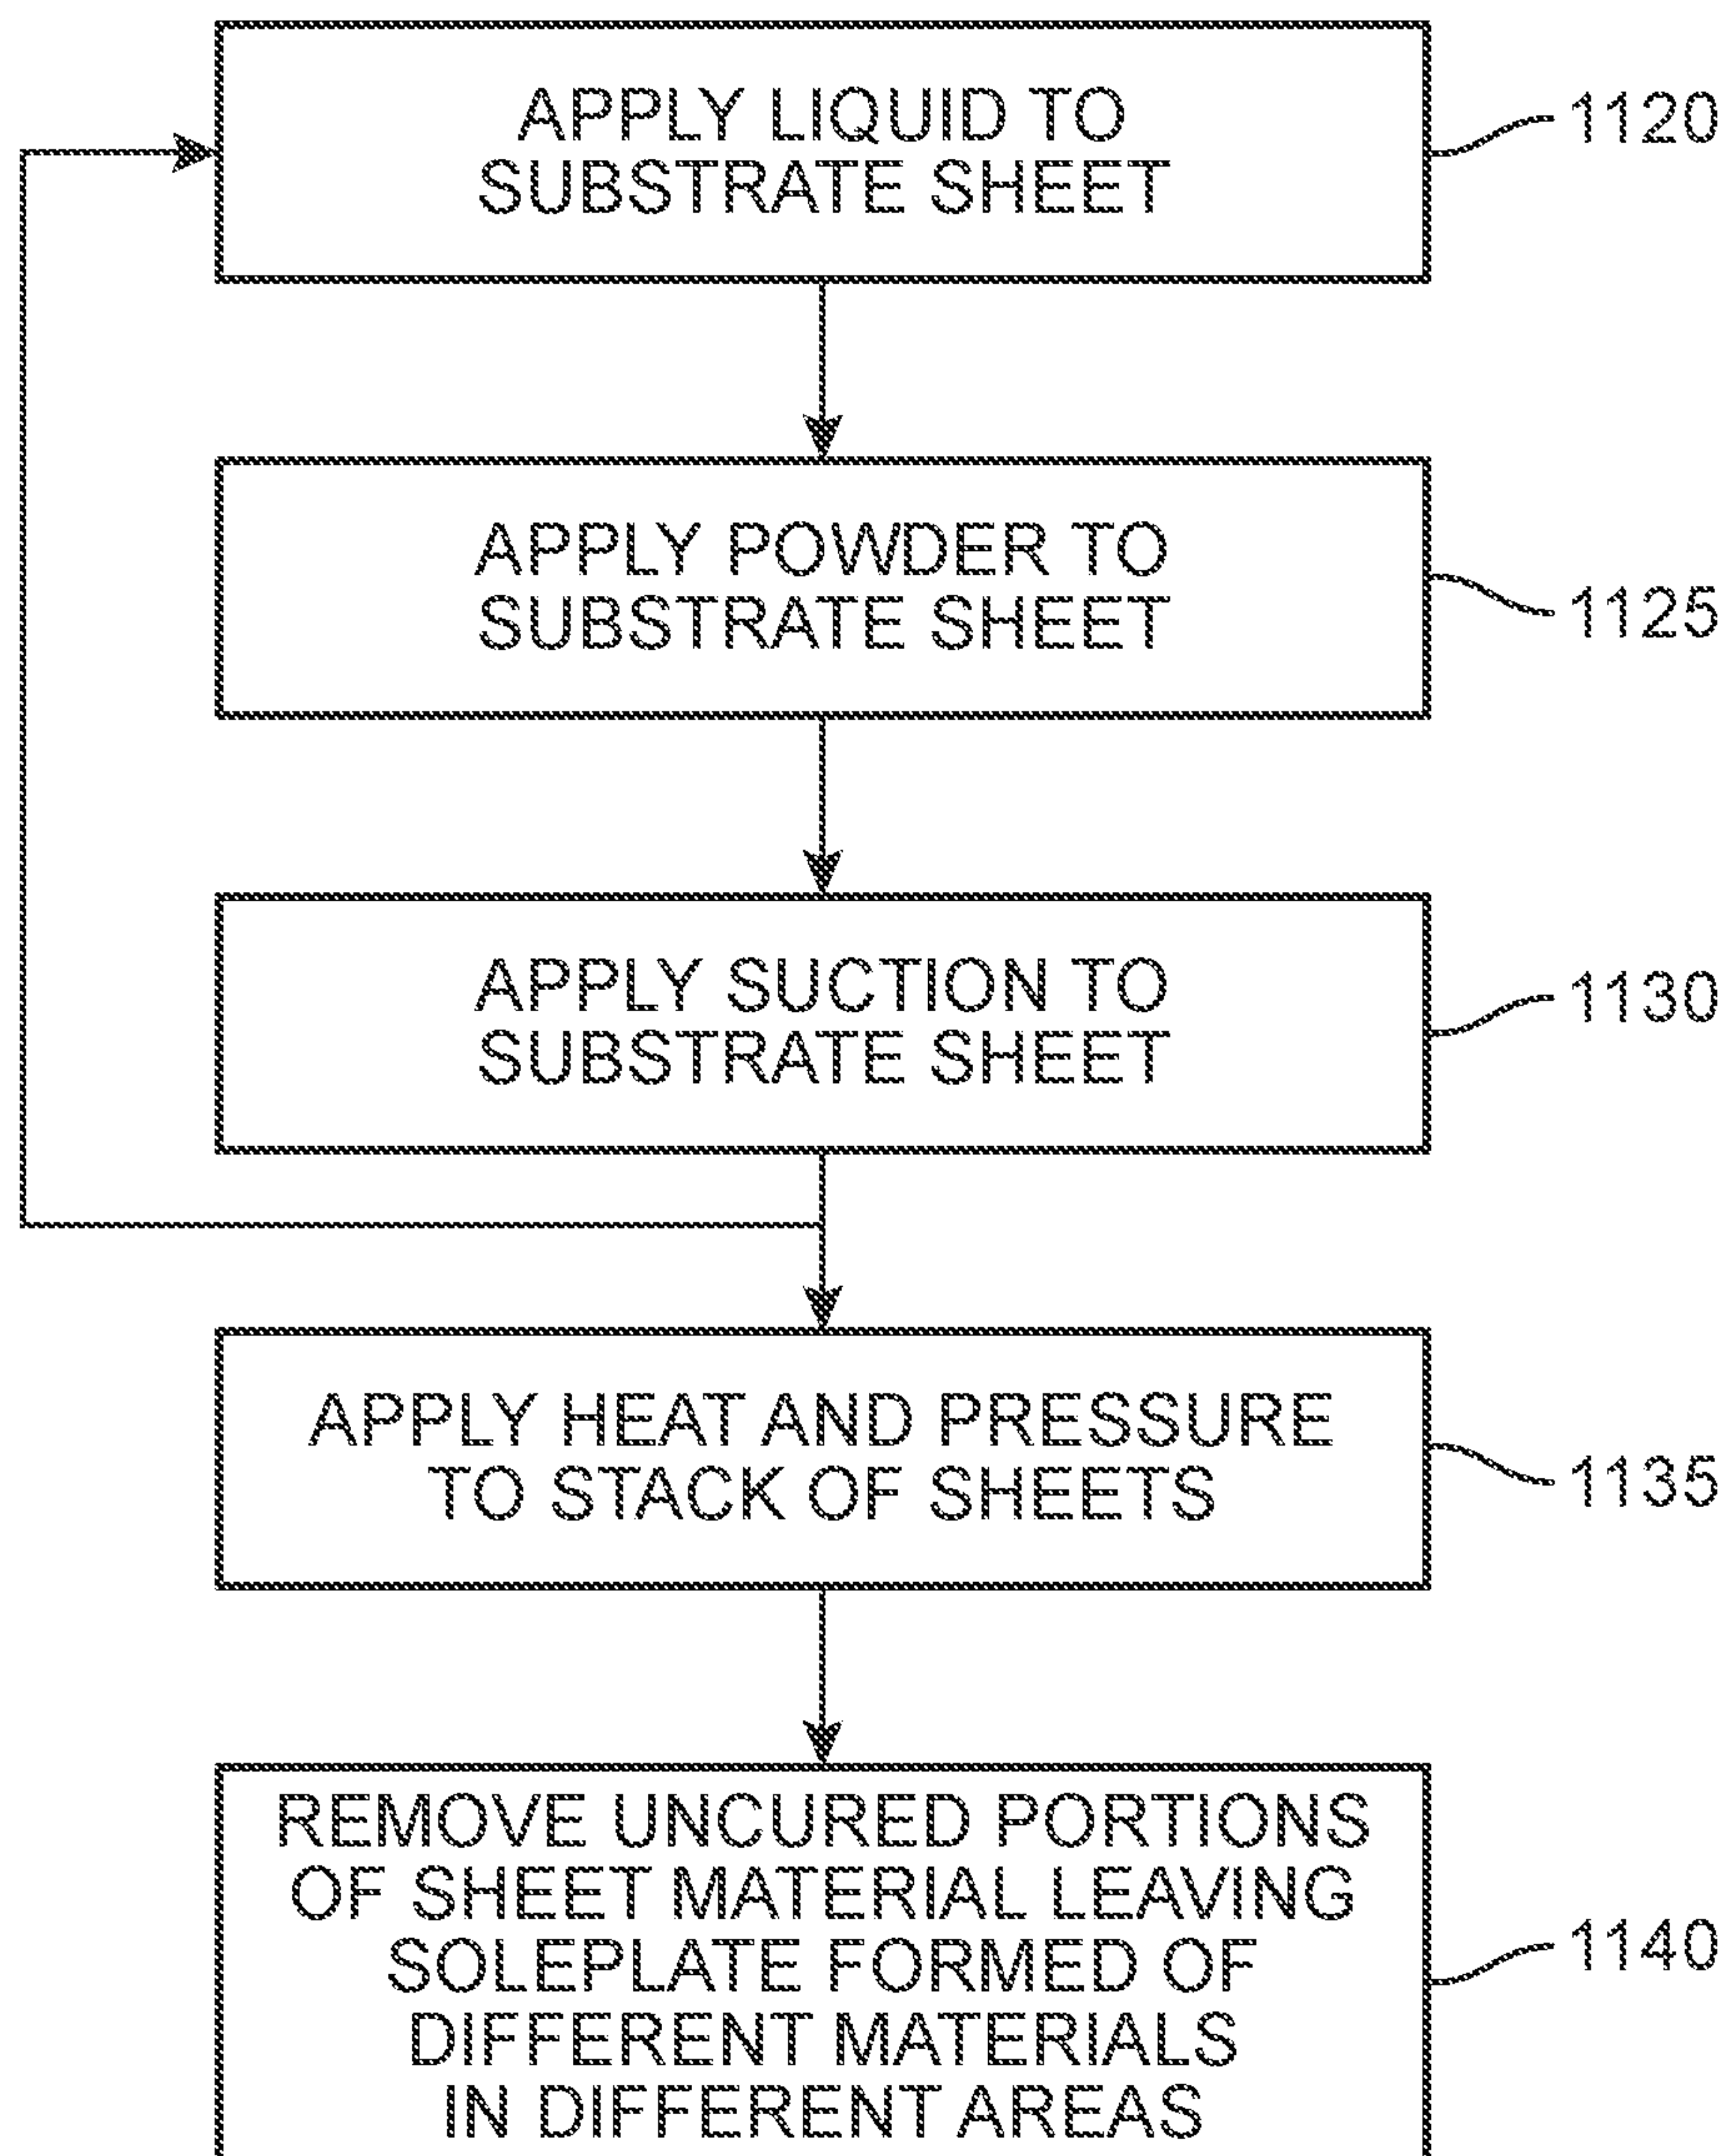 APPLY LIQUID TO
SUBSTRATE SHEET
1120
APPLY POWDER TO
SUBSTRATE SHEET
1125
APPLY SUCTION TO
SUBSTRATE SHEET
1130
APPLY HEAT AND PRESSURE
TO STACK OF SHEETS
1135
REMOVE UNCURED PORTIONS
OF SHEET MATERIAL LEAVING
SOLEPLATE FORMED OF
DIFFERENT MATERIALS
IN DIFFERENT AREAS
1140